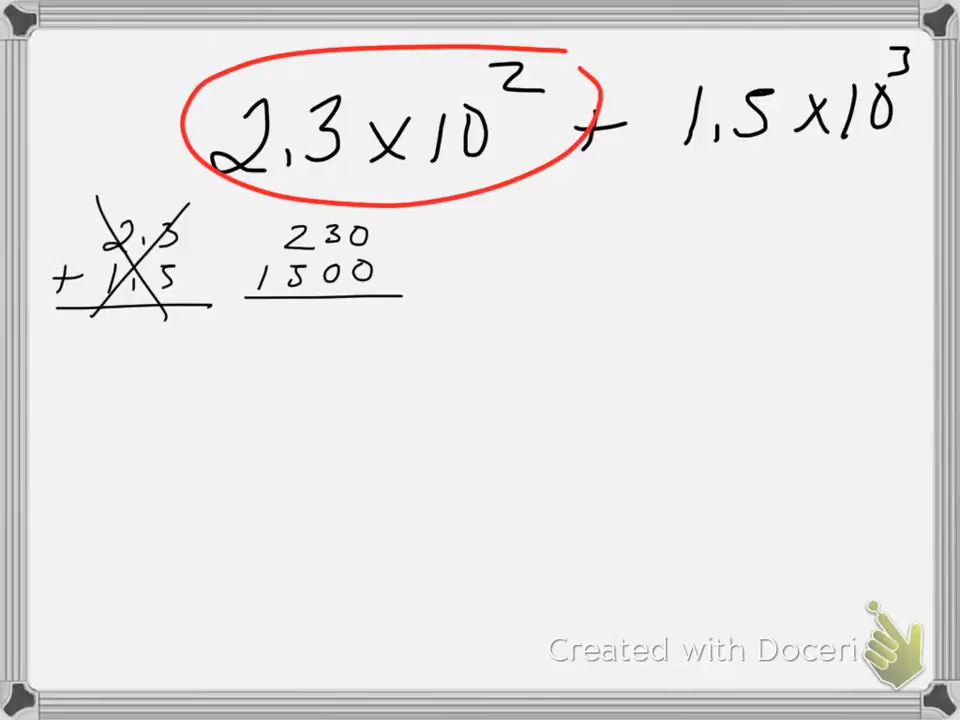 2.3 x 10² + 1.5 x 10³
2.3 230
+ 1.5 1500
Created with Doceri